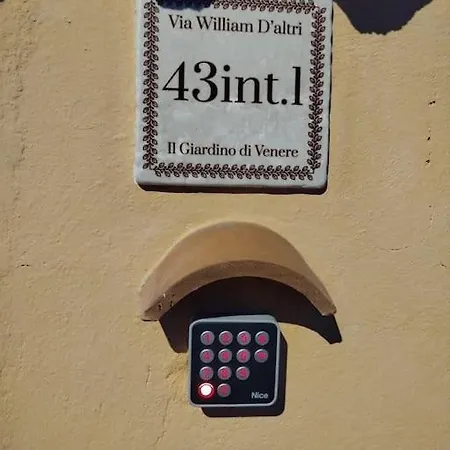 Via William D'altri
43int.1
Il Giardino di Venere
Nice